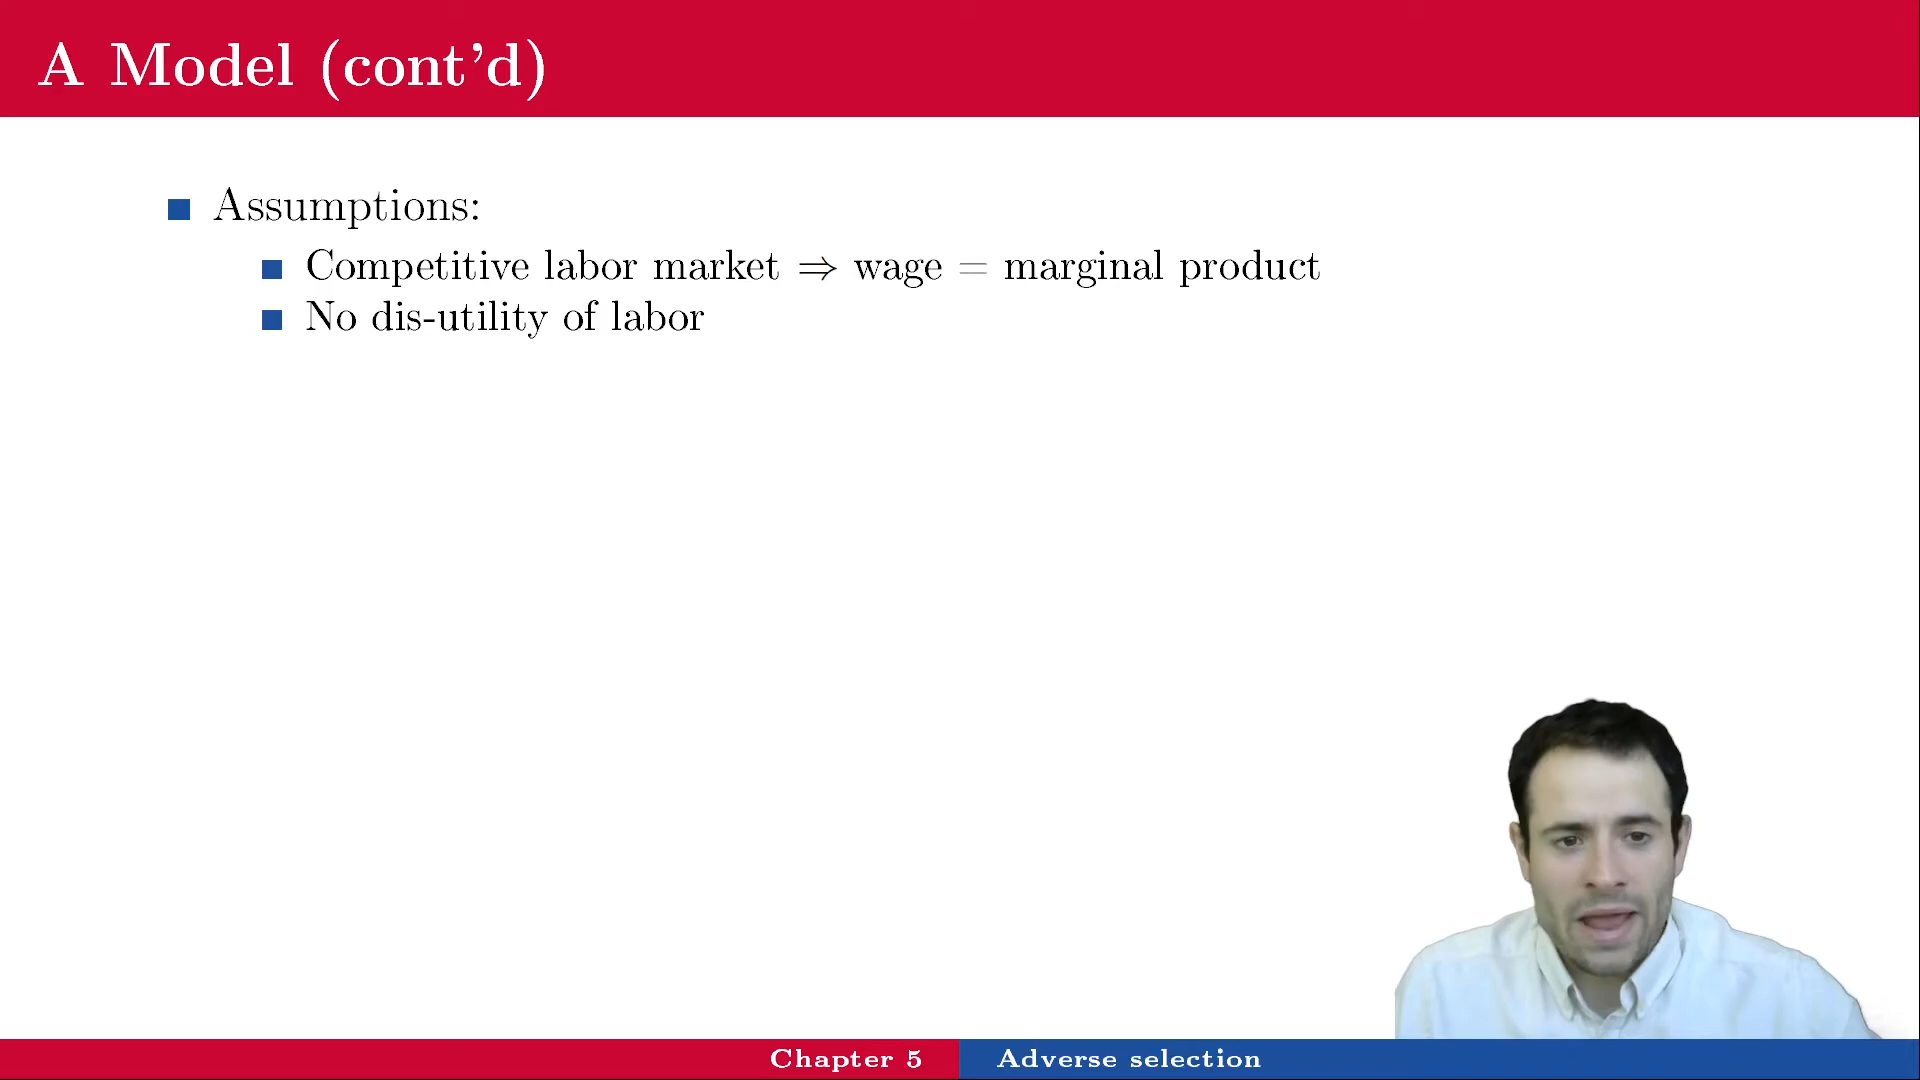 A Model (cont'd)
Assumptions:
Competitive labor market ⇒ wage = marginal product
No dis-utility of labor
Chapter 5
Adverse selection